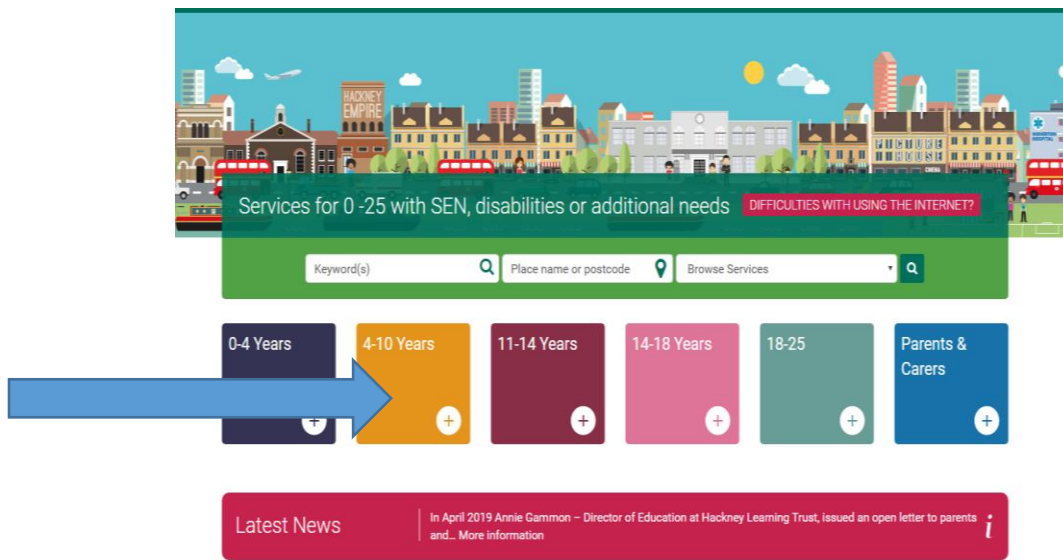 HACKNEY
EMPIRE
PICTURE
HOUSE
CINEMA
HOSPITAL
Services for 0 -25 with SEN, disabilities or additional needs
DIFFICULTIES WITH USING THE INTERNET?
Keyword(s)
Place name or postcode
Browse Services
0-4 Years
4-10 Years
11-14 Years
14-18 Years
18-25
Parents &
Carers
+
+
+
+
+
+
Latest News
In April 2019 Annie Gammon – Director of Education at Hackney Learning Trust, issued an open letter to parents
and... More information
i